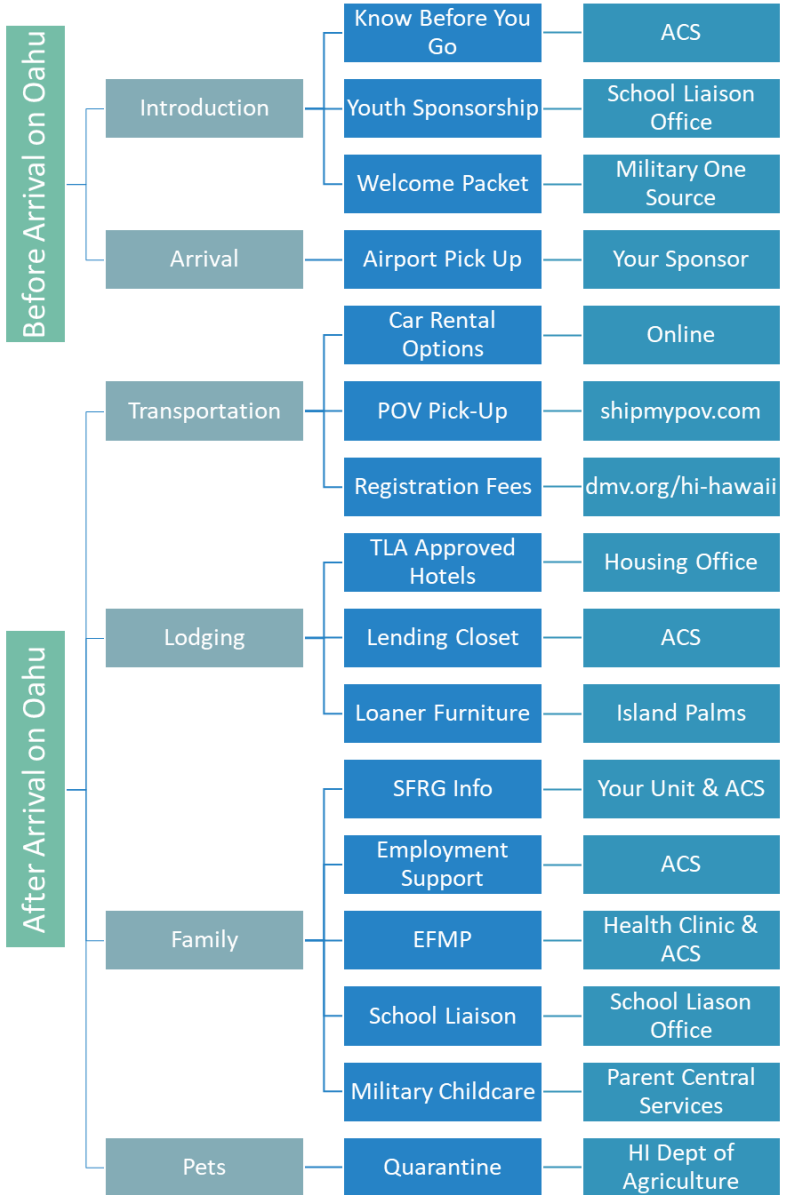 Before Arrival on Oahu
Introduction
Know Before You
Go
ACS
Youth Sponsorship
School Liaison
Office
Welcome Packet
Military One
Source
Arrival
Airport Pick Up
Your Sponsor
After Arrival on Oahu
Transportation
Car Rental
Options
Online
POV Pick-Up
shipmypov.com
Registration Fees
dmv.org/hi-hawaii
Lodging
TLA Approved
Hotels
Housing Office
Lending Closet
ACS
Loaner Furniture
Island Palms
Family
SFRG Info
Your Unit & ACS
Employment
Support
ACS
EFMP
Health Clinic &
ACS
School Liaison
School Liason
Office
Military Childcare
Parent Central
Services
Pets
Quarantine
HI Dept of
Agriculture